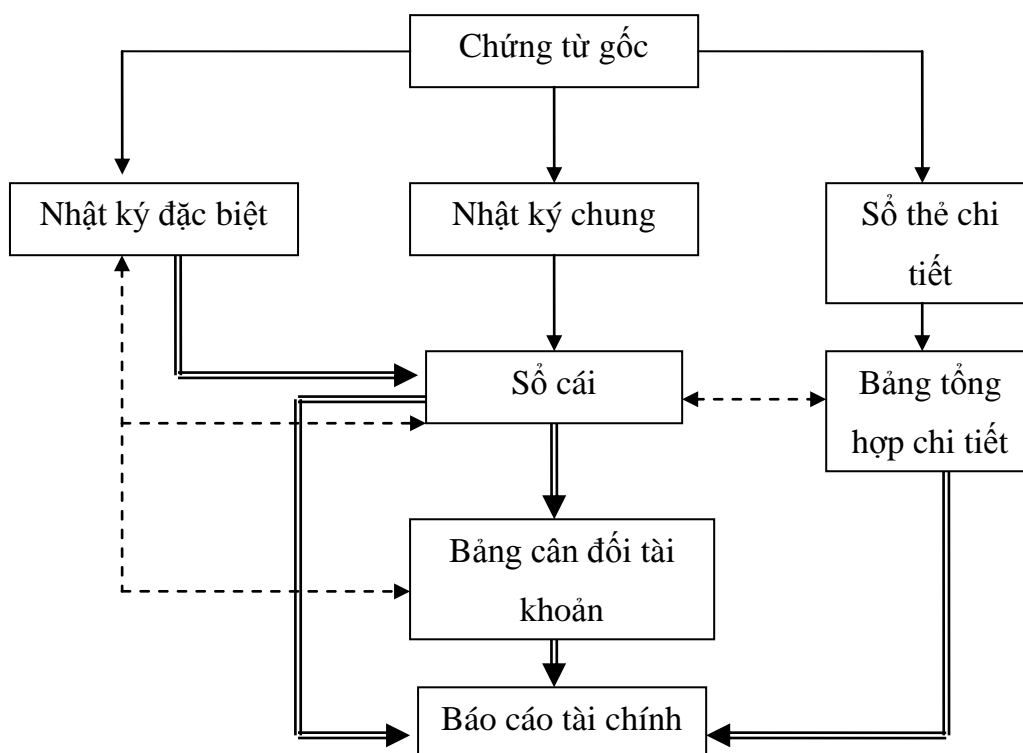 Chứng từ gốc
Nhật ký đặc biệt
Nhật ký chung
Sổ thẻ chi
tiết
Sổ cái
Bảng tổng
hợp chi tiết
Bảng cân đối tài
khoản
Báo cáo tài chính